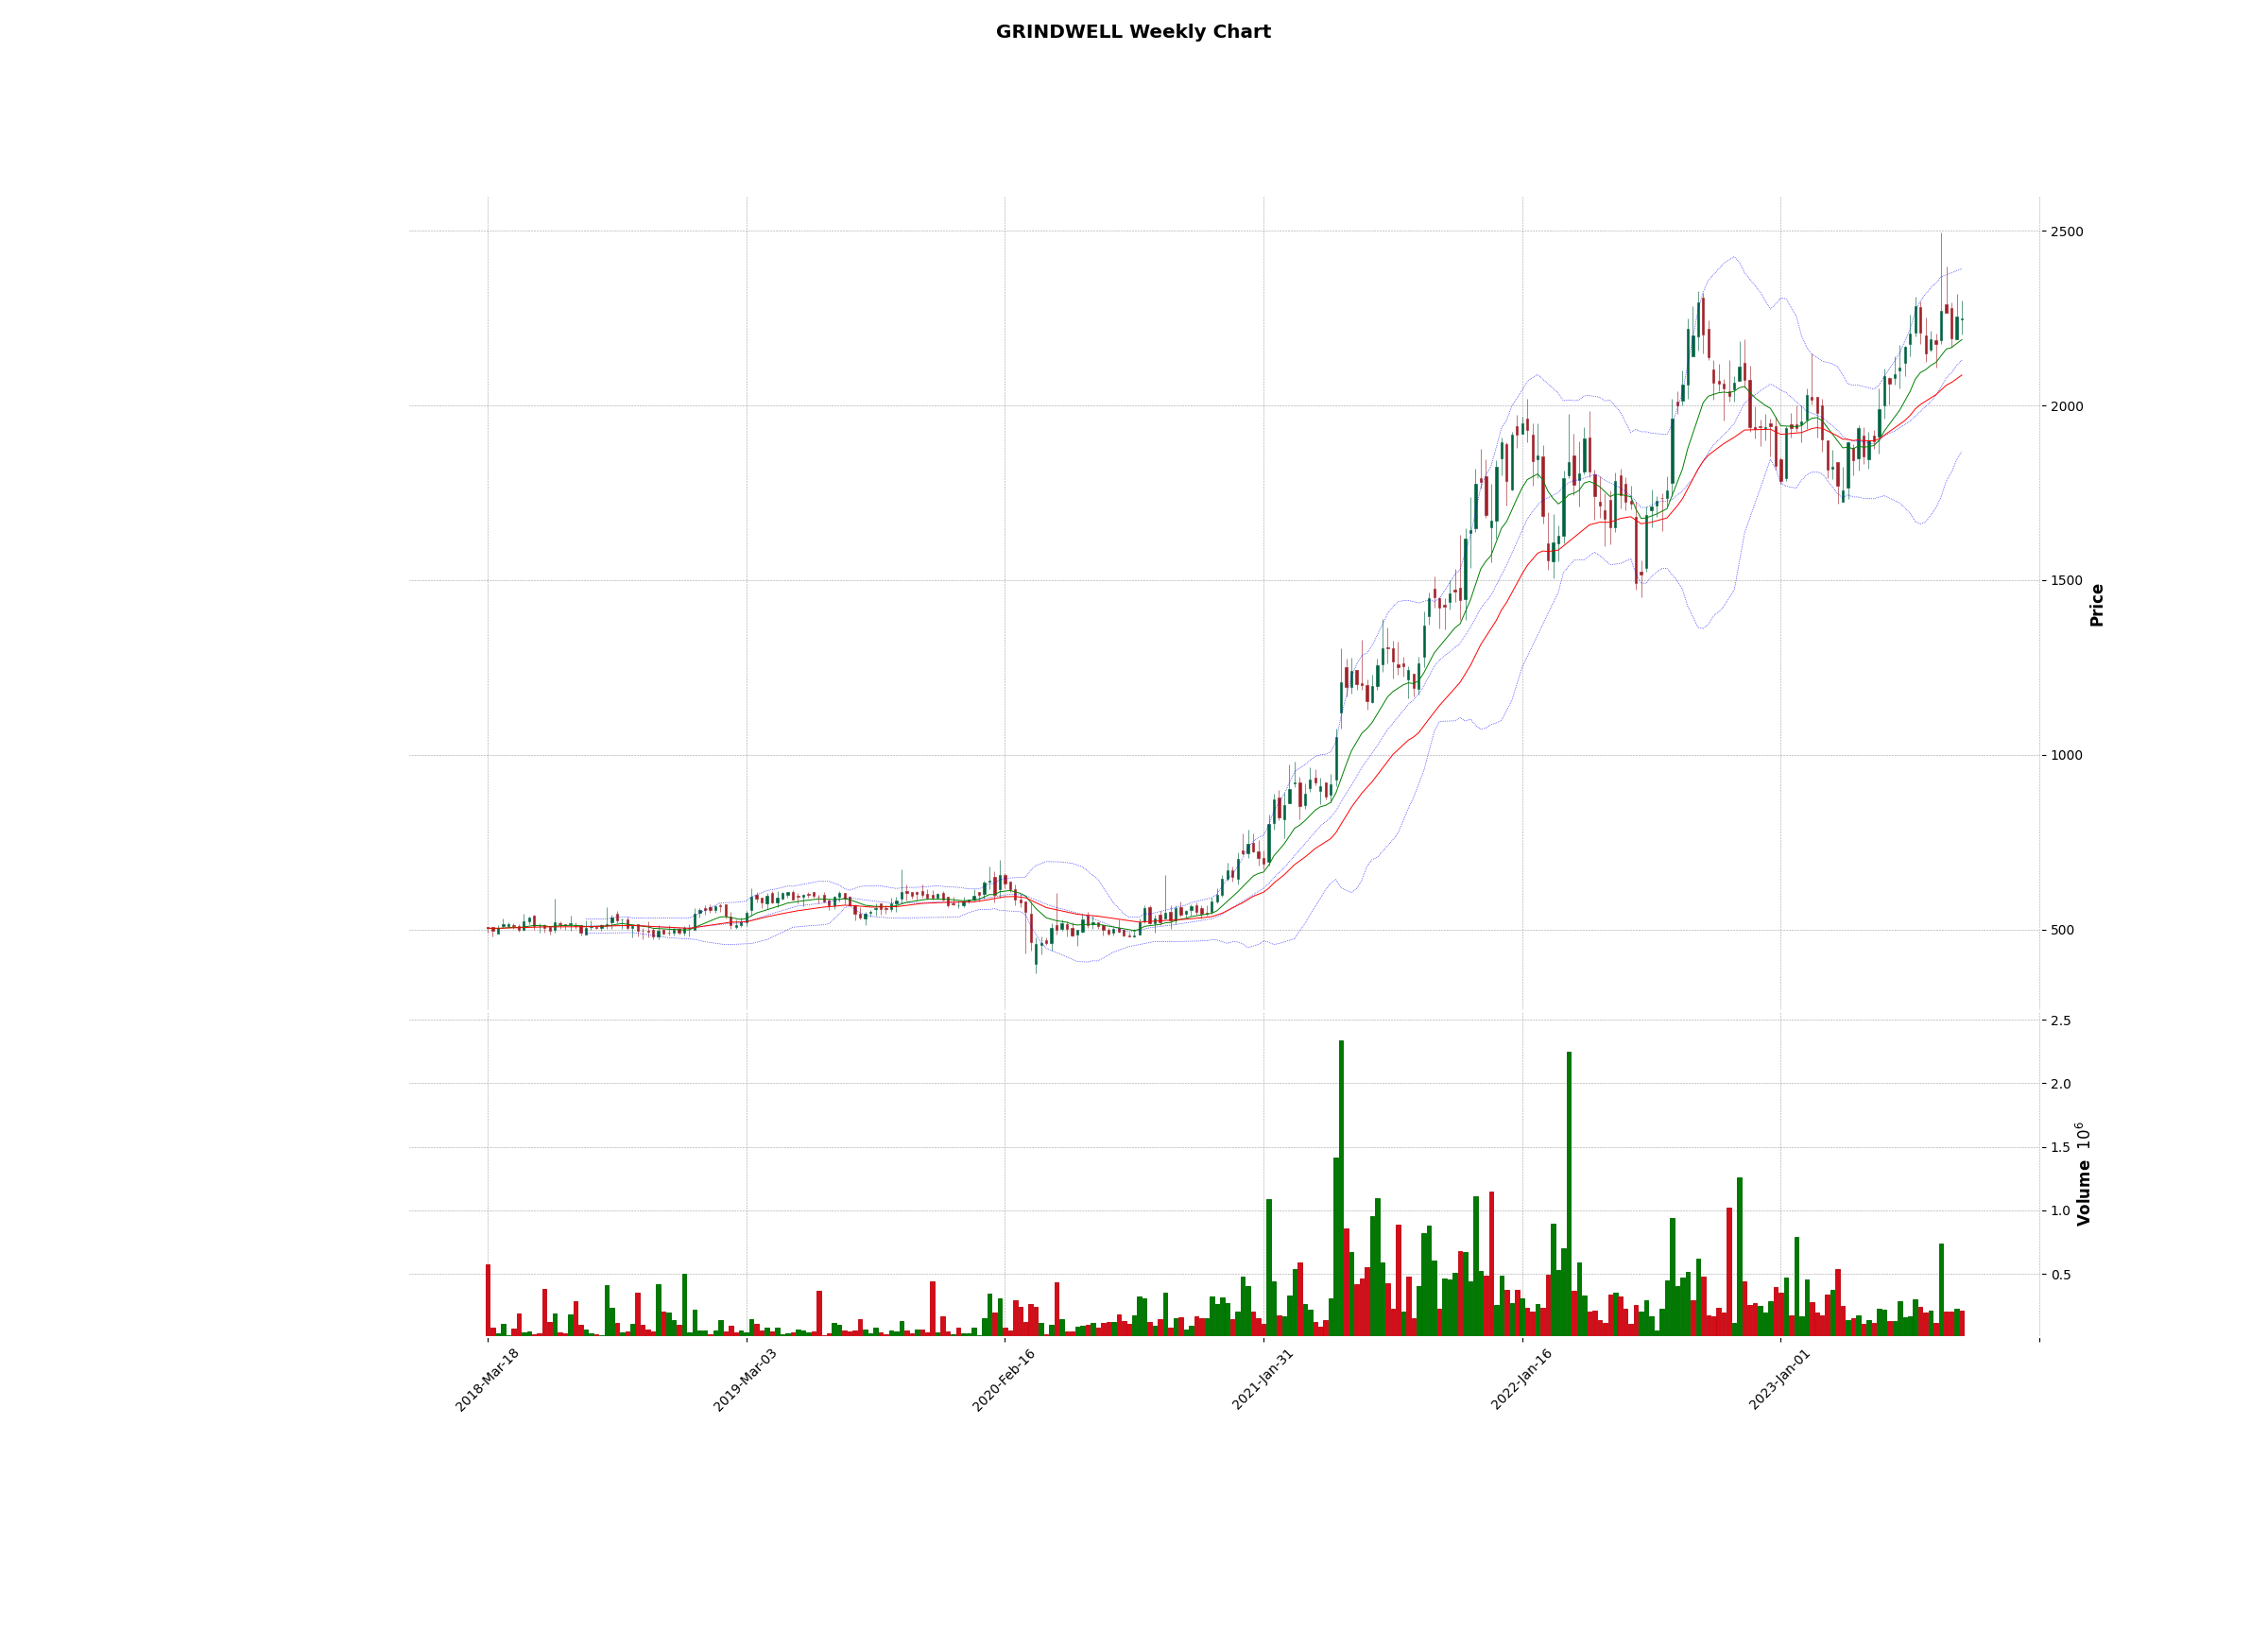 GRINDWELL Weekly Chart
2500
2000
1500
1000
500
Price
2.5
2.0
1.5
1.0
0.5
Volume 10^6
2018-Mar-18
2019-Mar-03
2020-Feb-16
2021-Jan-31
2022-Jan-16
2023-Jan-01